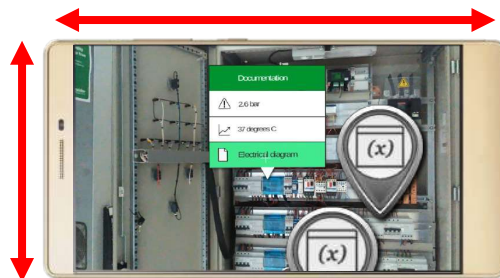 Documentation
2,6 bar
37 degrees C
Electrical diagram
(x)
(x)